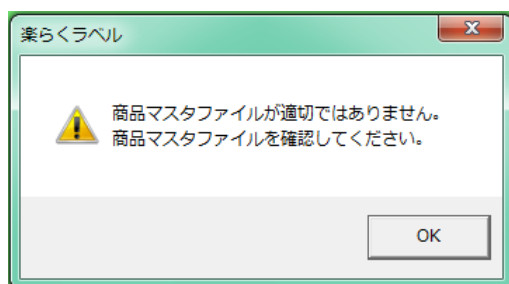 楽らくラベル
商品マスタファイルが適切ではありません。
商品マスタファイルを確認してください。
OK